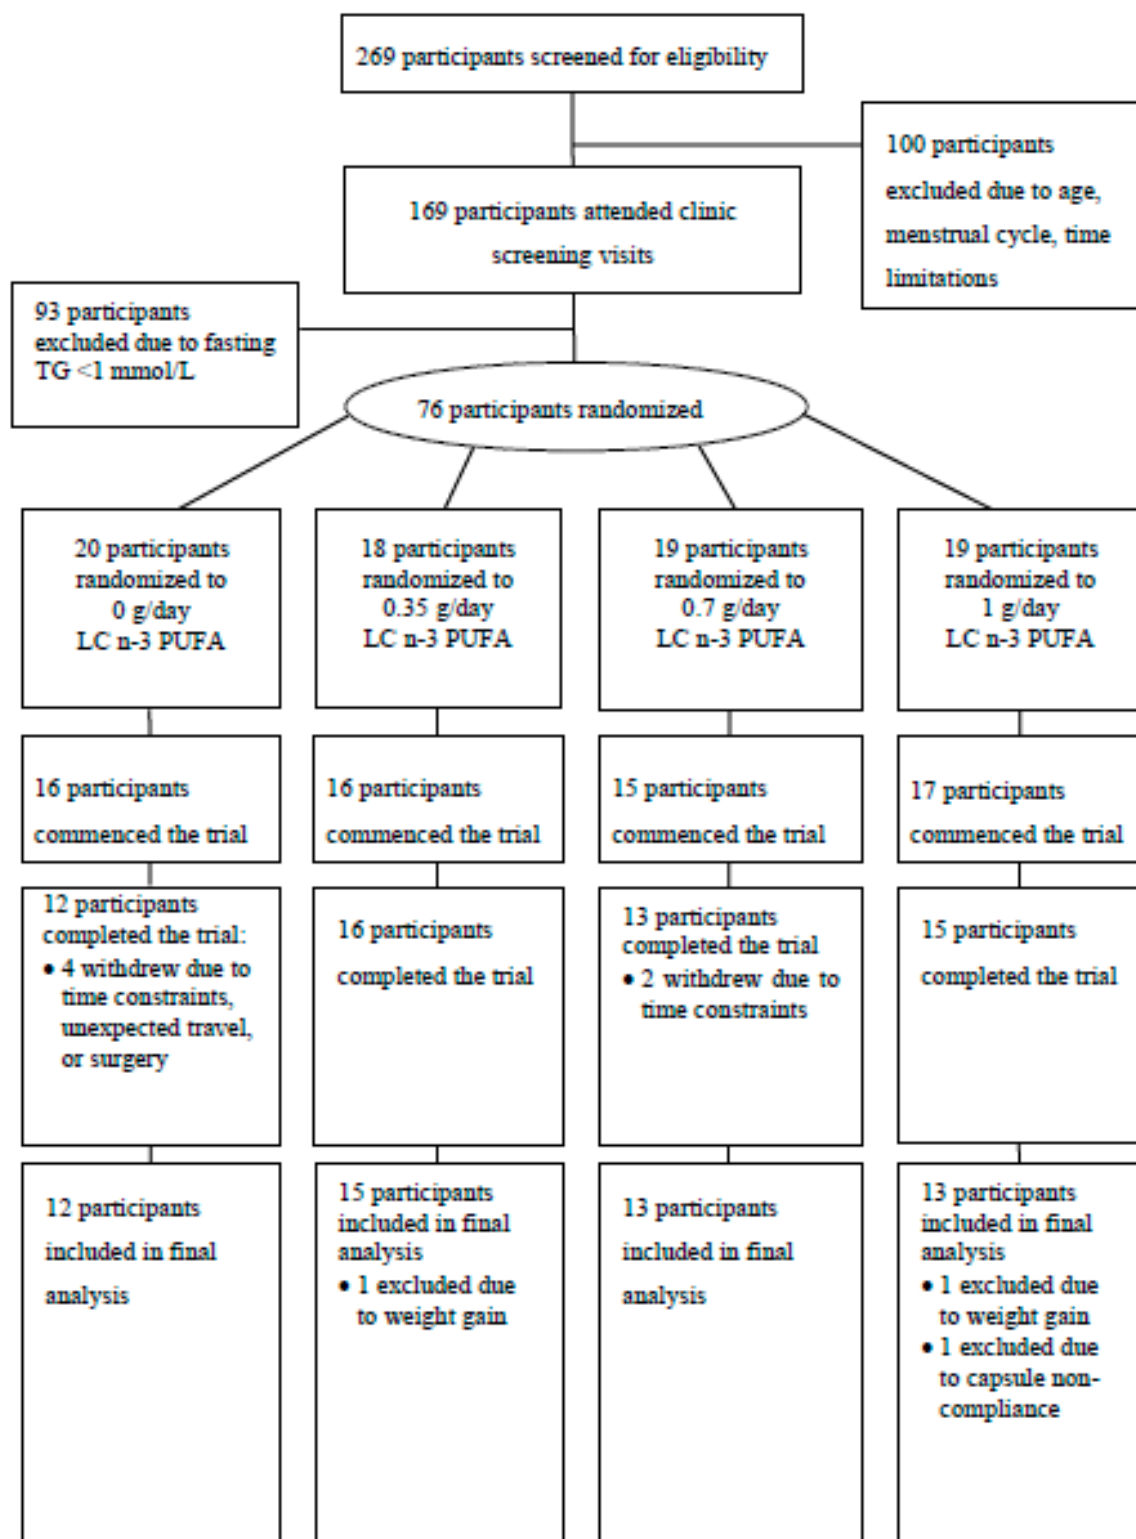 269 participants screened for eligibility
100 participants
excluded due to age,
menstrual cycle, time
limitations
169 participants attended clinic
screening visits
93 participants
excluded due to fasting
TG <1 mmol/L
76 participants randomized
20 participants
randomized to
0 g/day
LC n-3 PUFA
18 participants
randomized to
0.35 g/day
LC n-3 PUFA
19 participants
randomized to
0.7 g/day
LC n-3 PUFA
19 participants
randomized to
1 g/day
LC n-3 PUFA
16 participants
commenced the trial
16 participants
commenced the trial
15 participants
commenced the trial
17 participants
commenced the trial
12 participants
completed the trial:
• 4 withdrew due to
time constraints,
unexpected travel,
or surgery
16 participants
completed the trial
13 participants
completed the trial
• 2 withdrew due to
time constraints
15 participants
completed the trial
12 participants
included in final
analysis
15 participants
included in final
analysis
• 1 excluded due
to weight gain
13 participants
included in final
analysis
13 participants
included in final
analysis
• 1 excluded due
to weight gain
• 1 excluded due
to capsule non-
compliance